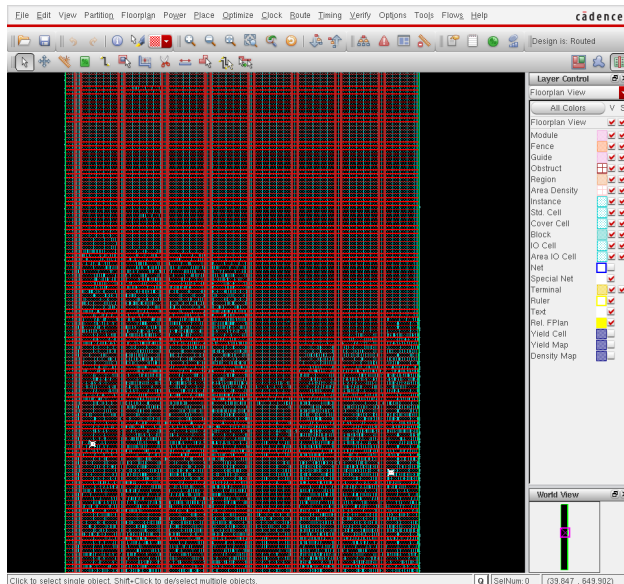 File Edit View Partition Floorplan Power Place Optimize Clock Route Timing Verify Options Tools Flows Help cādence
Design is: Routed
Layer Control
Floorplan View
All Colors V S
Floorplan View
Module
Fence
Guide
Obstruct
Region
Area Density
Instance
Std. Cell
Cover Cell
Block
IO Cell
Area IO Cell
Net
Special Net
Terminal
Ruler
Text
Rel. FPlan
Yield Cell
Yield Map
Density Map
World View
Click to select single object. Shift+Click to de/select multiple objects. Q SelNum: 0 (39.847 , 649.902)